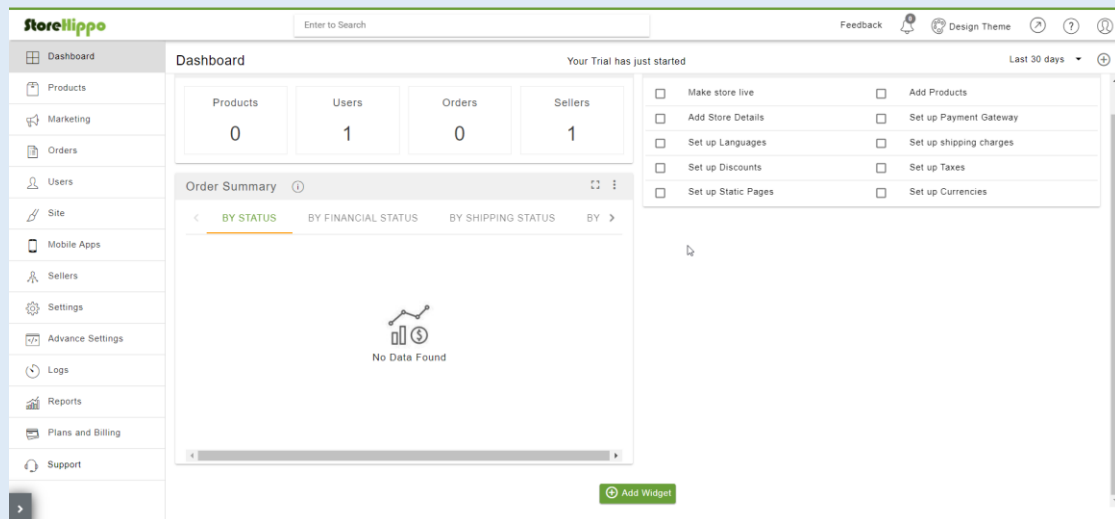 StoreHippo
Enter to Search
Feedback
0
Design Theme
Dashboard
Products
Marketing
Orders
Users
Site
Mobile Apps
Sellers
Settings
Advance Settings
Logs
Reports
Plans and Billing
Support
Dashboard
Your Trial has just started
Last 30 days
Products
0
Users
1
Orders
0
Sellers
1
Make store live
Add Products
Add Store Details
Set up Payment Gateway
Set up Languages
Set up shipping charges
Set up Discounts
Set up Taxes
Set up Static Pages
Set up Currencies
Order Summary
BY STATUS
BY FINANCIAL STATUS
BY SHIPPING STATUS
BY
No Data Found
Add Widget